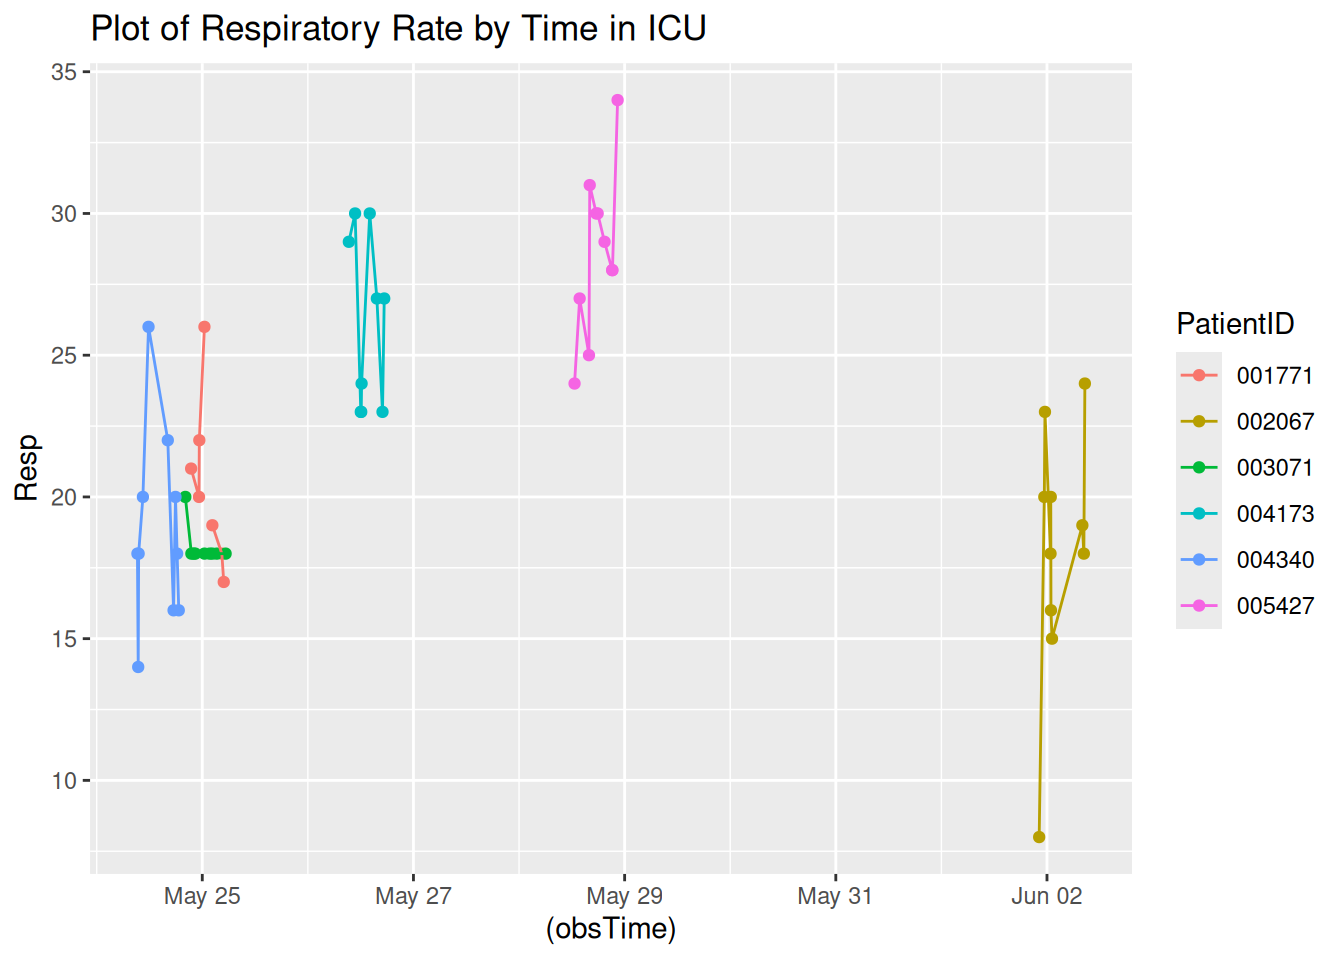 Plot of Respiratory Rate by Time in ICU
35
30
25
20
15
10
Resp
May 25
May 27
May 29
May 31
Jun 02
(obsTime)
PatientID
001771
002067
003071
004173
004340
005427